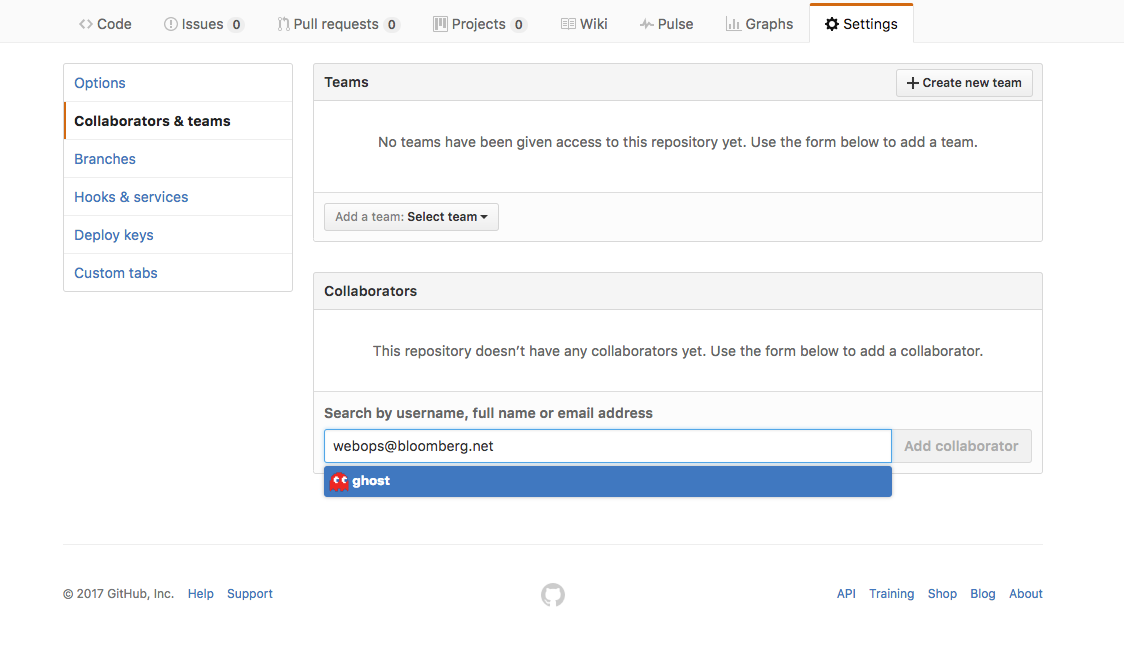 Code Issues 0 Pull requests 0 Projects 0 Wiki Pulse Graphs Settings
Options
Collaborators & teams
Branches
Hooks & services
Deploy keys
Custom tabs
Teams Create new team
No teams have been given access to this repository yet. Use the form below to add a team.
Add a team: Select team
Collaborators
This repository doesn’t have any collaborators yet. Use the form below to add a collaborator.
Search by username, full name or email address
webops@bloomberg.net Add collaborator
ghost
© 2017 GitHub, Inc. Help Support API Training Shop Blog About